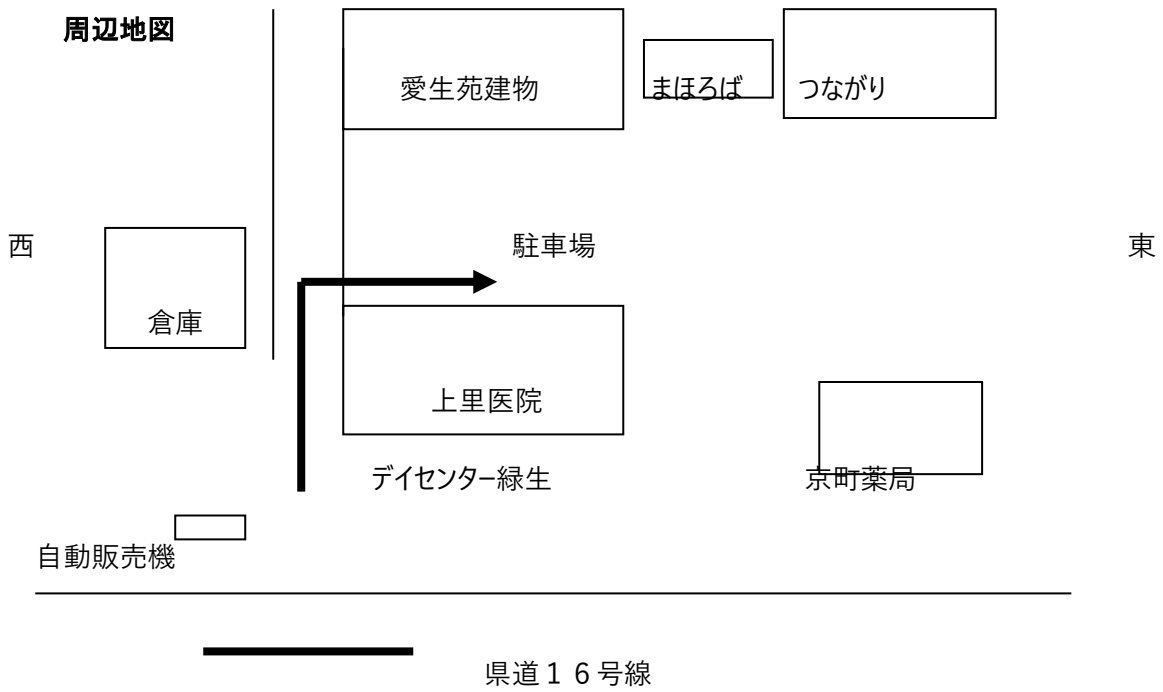 周辺地図
愛生苑建物
まほろば
つながり
西
駐車場
東
倉庫
上里医院
デイセンター緑生
京町薬局
自動販売機
県道１６号線